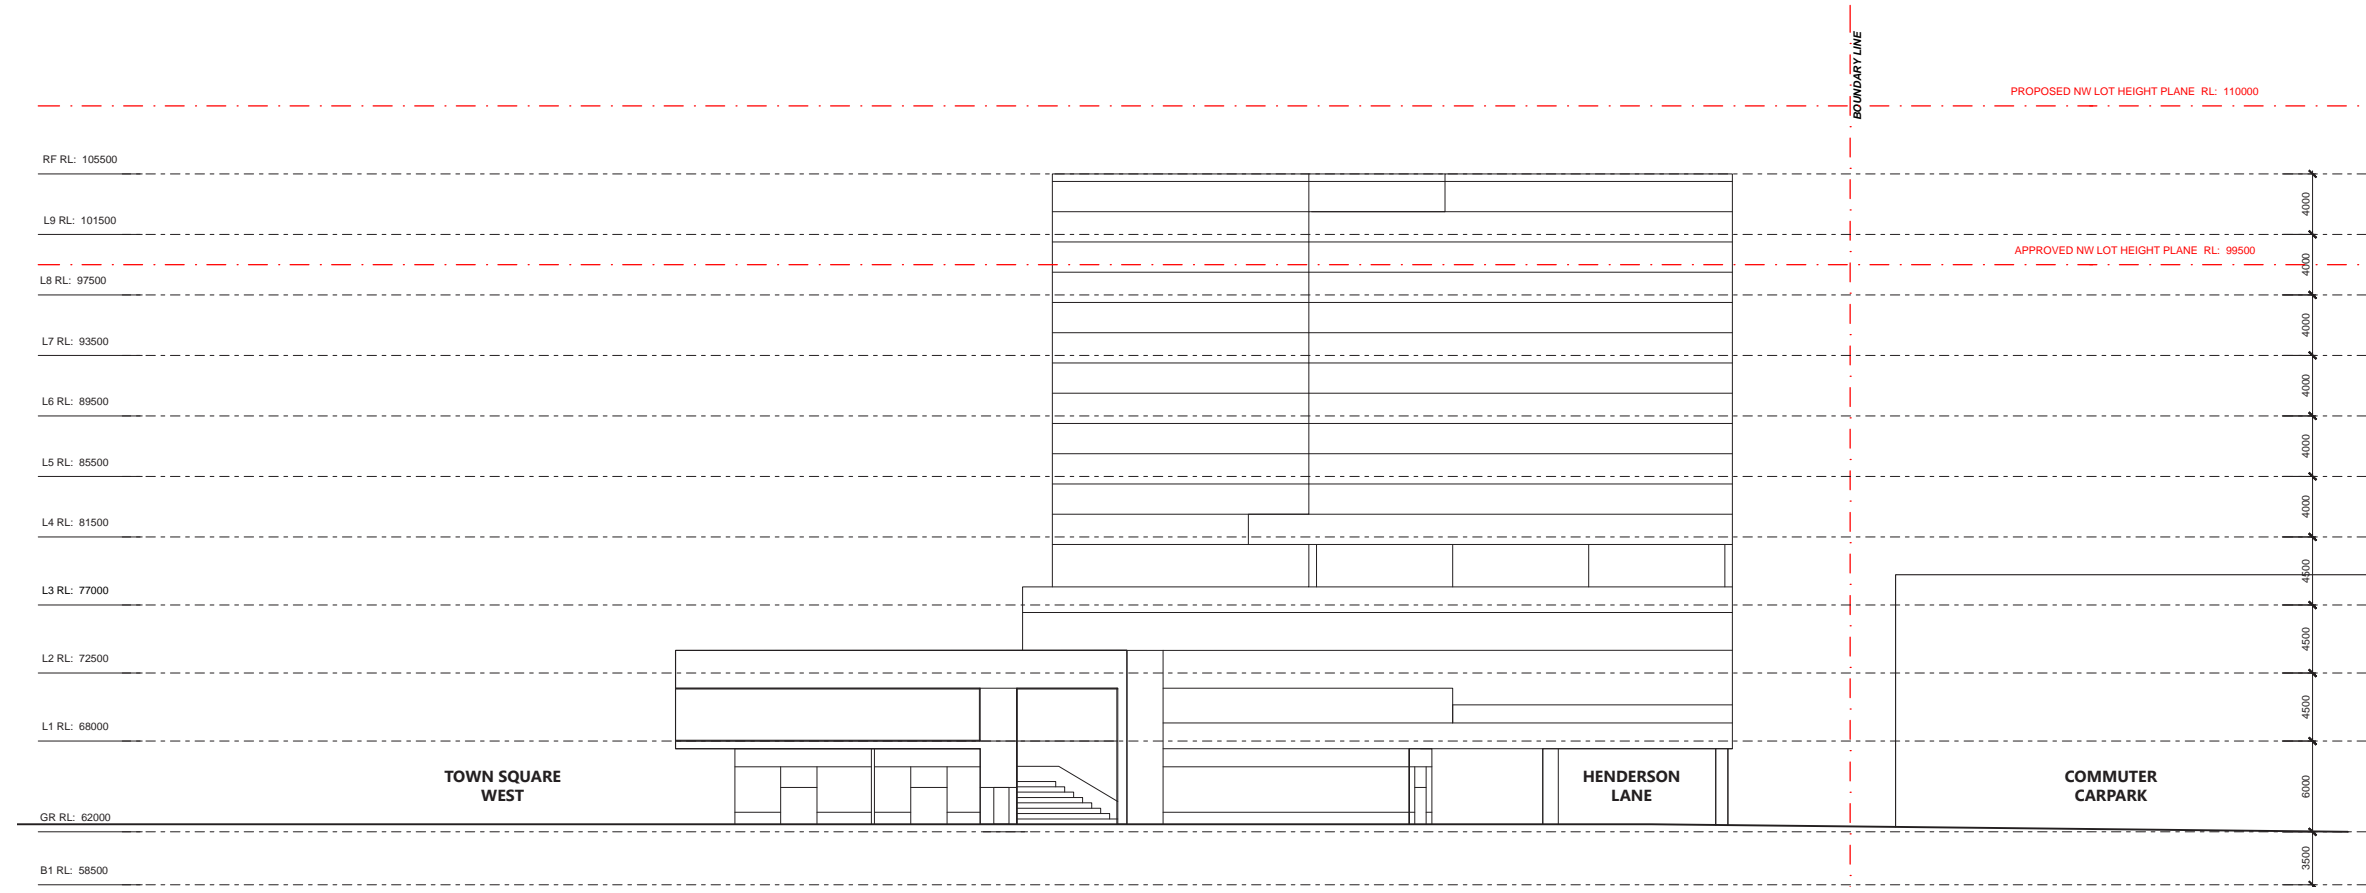 BOUNDARY LINE
PROPOSED NW LOT HEIGHT PLANE RL: 110000
RF RL: 105500
4000
L9 RL: 101500
APPROVED NW LOT HEIGHT PLANE RL: 99500
4000
L8 RL: 97500
4000
L7 RL: 93500
4000
L6 RL: 89500
4000
L5 RL: 85500
4000
L4 RL: 81500
4500
L3 RL: 77000
4500
L2 RL: 72500
4500
L1 RL: 68000
TOWN SQUARE
WEST
HENDERSON
LANE
COMMUTER
CARPARK
6000
GR RL: 62000
3500
B1 RL: 58500